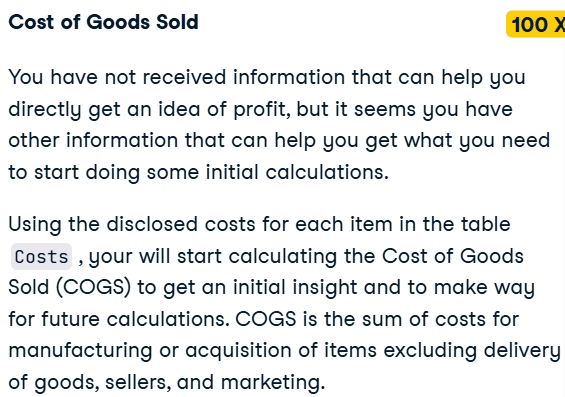 Cost of Goods Sold
100 X
You have not received information that can help you
directly get an idea of profit, but it seems you have
other information that can help you get what you need
to start doing some initial calculations.
Using the disclosed costs for each item in the table
Costs , your will start calculating the Cost of Goods
Sold (COGS) to get an initial insight and to make way
for future calculations. COGS is the sum of costs for
manufacturing or acquisition of items excluding delivery
of goods, sellers, and marketing.